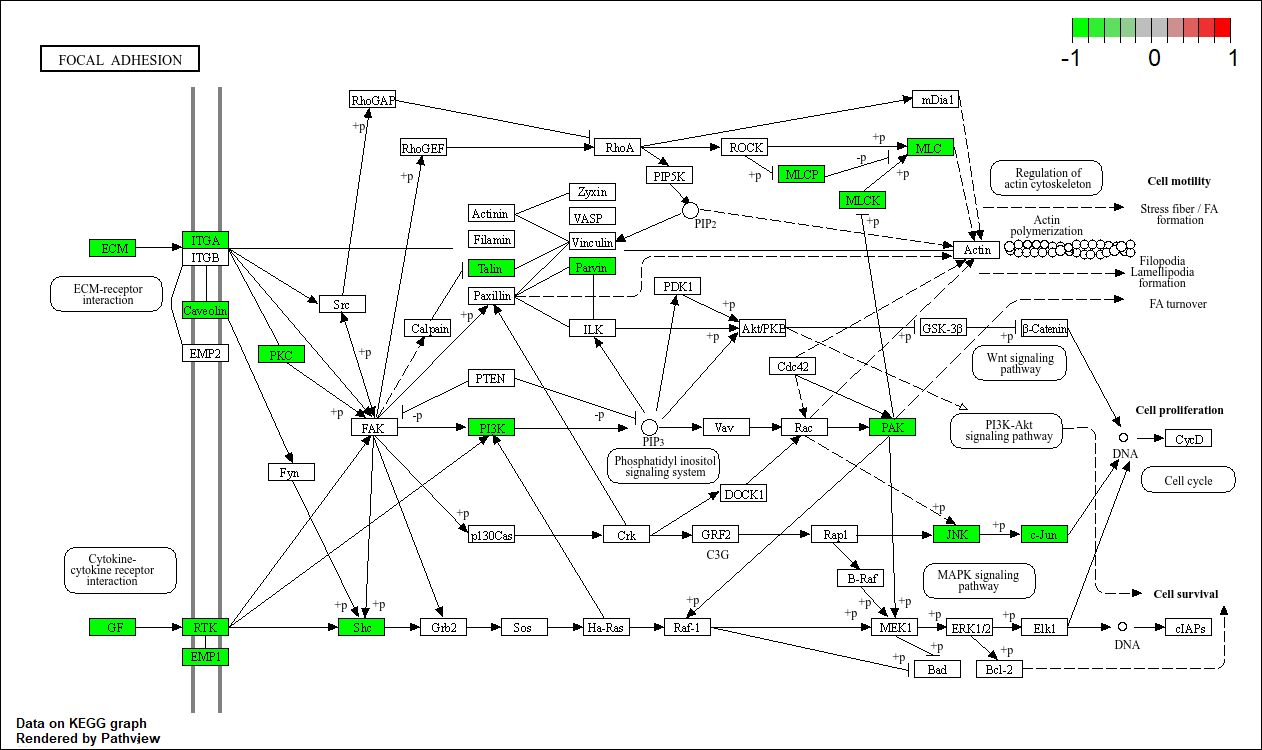 -1 0 1
FOCAL ADHESION
RhoGAP
mDia1
+p
RhoGEF
RhoA
ROCK
+p
MLC
-p
+p
PIP5K
+p
MLCP
+p
MLCK
+p
Regulation of
actin cytoskeleton
Cell motility
Stress fiber / FA
formation
Zyxin
Actinin
VASP
PIP2
Filamin
Vinculin
Actin
polymerization
Actin
ECM
ITGA
ITGB
Talin
Parvin
Filopodia
Lamellipodia
formation
ECM-receptor
interaction
Paxillin
PDK1
FA turnover
Caveolin
Src
+p
Calpain
ILK
+p
+p
Akt/PKB
+p
GSK-3β
+p
β-Catenin
EMP2
PKC
+p
Wnt signaling
pathway
PTEN
Cdc42
+p
-p
-p
Cell proliferation
FAK
PI3K
PIP3
Vav
Rac
PAK
PI3K-Akt
signaling pathway
DNA
CycD
Fyn
Phosphatidyl inositol
signaling system
Cell cycle
DOCK1
+p
+p
p130Cas
Crk
GRF2
C3G
Rap1
JNK
+p
c-Jun
Cytokine-
cytokine receptor
interaction
B-Raf
+p
MAPK signaling
pathway
Cell survival
+p
+p
+p
+p
+p
+p
+p
GF
RTK
Shc
Grb2
Sos
Ha-Ras
Raf-1
MEK1
ERK1/2
Elk1
DNA
cIAPs
EMP1
+p
+p
+p
Bad
Bcl-2
Data on KEGG graph
Rendered by Pathview